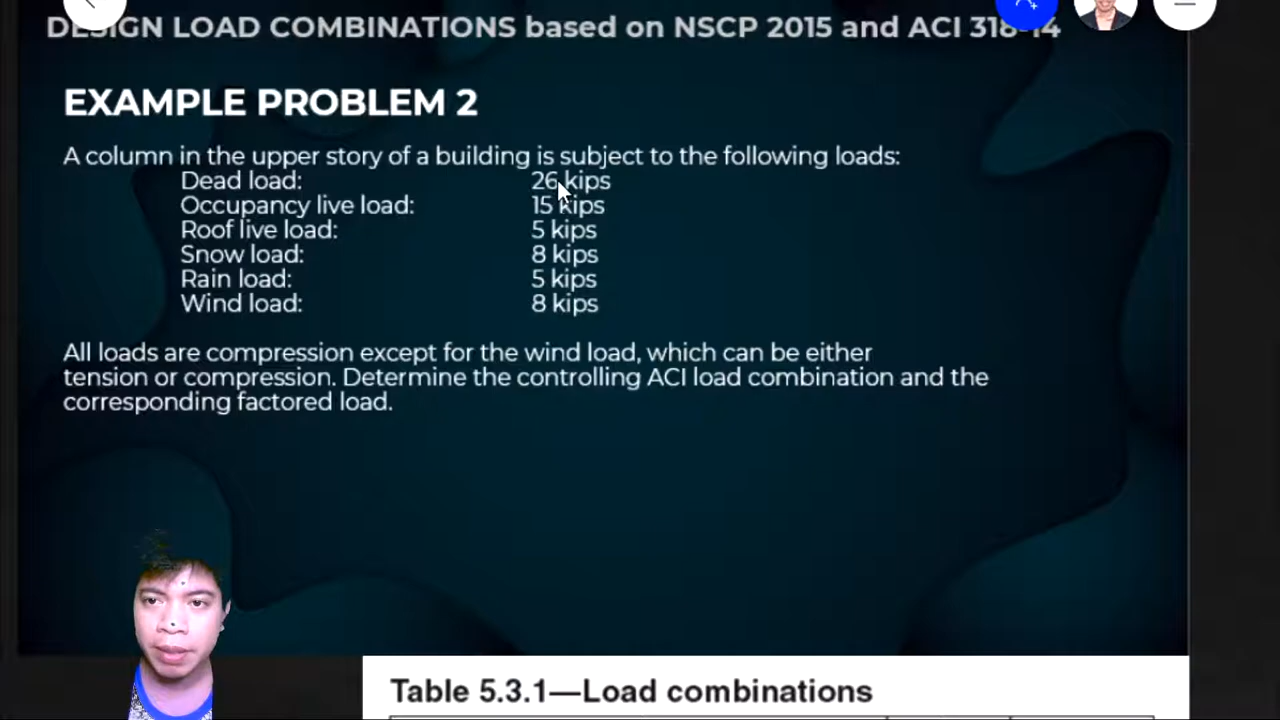 DESIGN LOAD COMBINATIONS based on NSCP 2015 and ACI 318-14
EXAMPLE PROBLEM 2
A column in the upper story of a building is subject to the following loads:
Dead load: 26 kips
Occupancy live load: 15 kips
Roof live load: 5 kips
Snow load: 8 kips
Rain load: 5 kips
Wind load: 8 kips
All loads are compression except for the wind load, which can be either
tension or compression. Determine the controlling ACI load combination and the
corresponding factored load.
Table 5.3.1—Load combinations